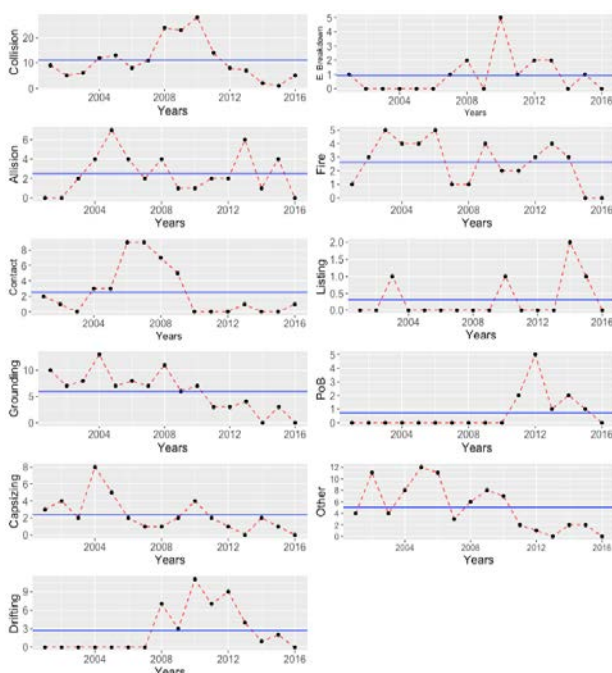 Collision
20
10
0
2004 2008 2012 2016
Years
E. Breakdown
5
4
3
2
1
0
2004 2008 2012 2016
Years
Allision
6
4
2
0
2004 2008 2012 2016
Years
Fire
5
4
3
2
1
0
2004 2008 2012 2016
Years
Contact
8
6
4
2
0
2004 2008 2012 2016
Years
Listing
2.0
1.5
1.0
0.5
0.0
2004 2008 2012 2016
Years
Grounding
10
5
0
2004 2008 2012 2016
Years
PoB
5
4
3
2
1
0
2004 2008 2012 2016
Years
Capsizing
8
6
4
2
0
2004 2008 2012 2016
Years
Other
12
10
8
6
4
2
0
2004 2008 2012 2016
Years
Drifting
9
6
3
0
2004 2008 2012 2016
Years